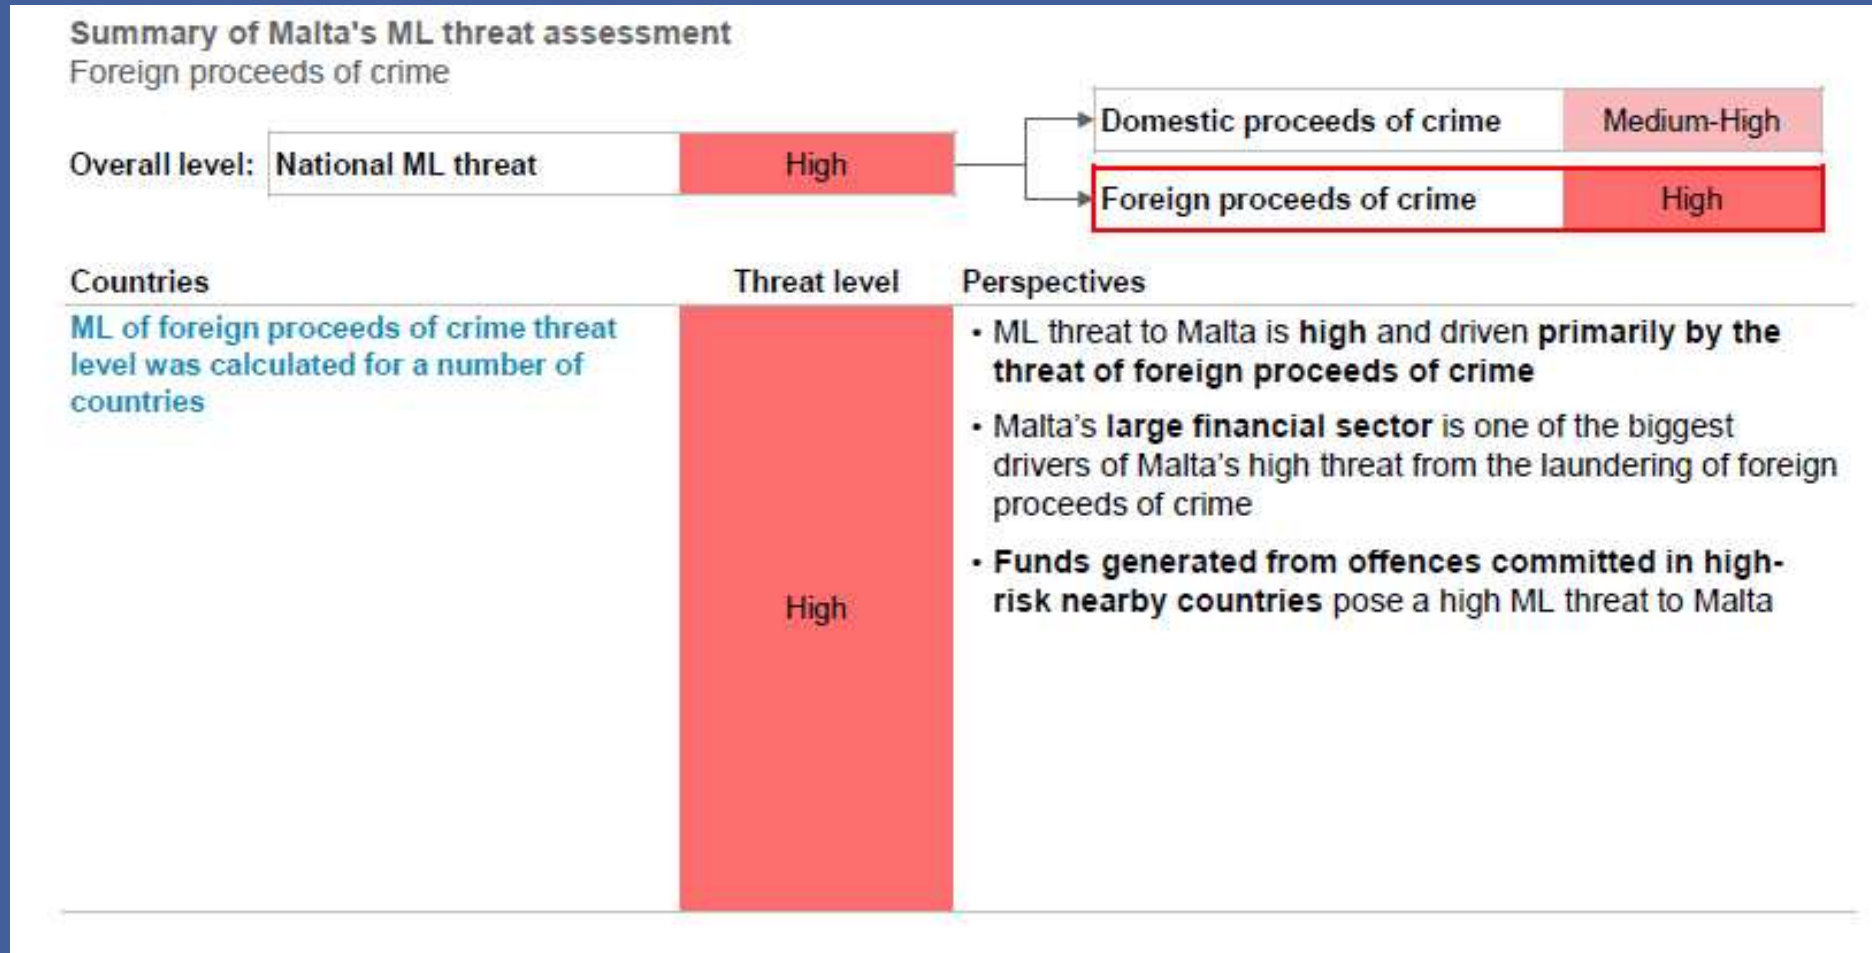 Summary of Malta's ML threat assessment
Foreign proceeds of crime
Domestic proceeds of crime Medium-High
Overall level: National ML threat High
Foreign proceeds of crime High
Countries Threat level Perspectives
ML of foreign proceeds of crime threat
level was calculated for a number of
countries
High
• ML threat to Malta is high and driven primarily by the
threat of foreign proceeds of crime
• Malta's large financial sector is one of the biggest
drivers of Malta's high threat from the laundering of foreign
proceeds of crime
• Funds generated from offences committed in high-
risk nearby countries pose a high ML threat to Malta